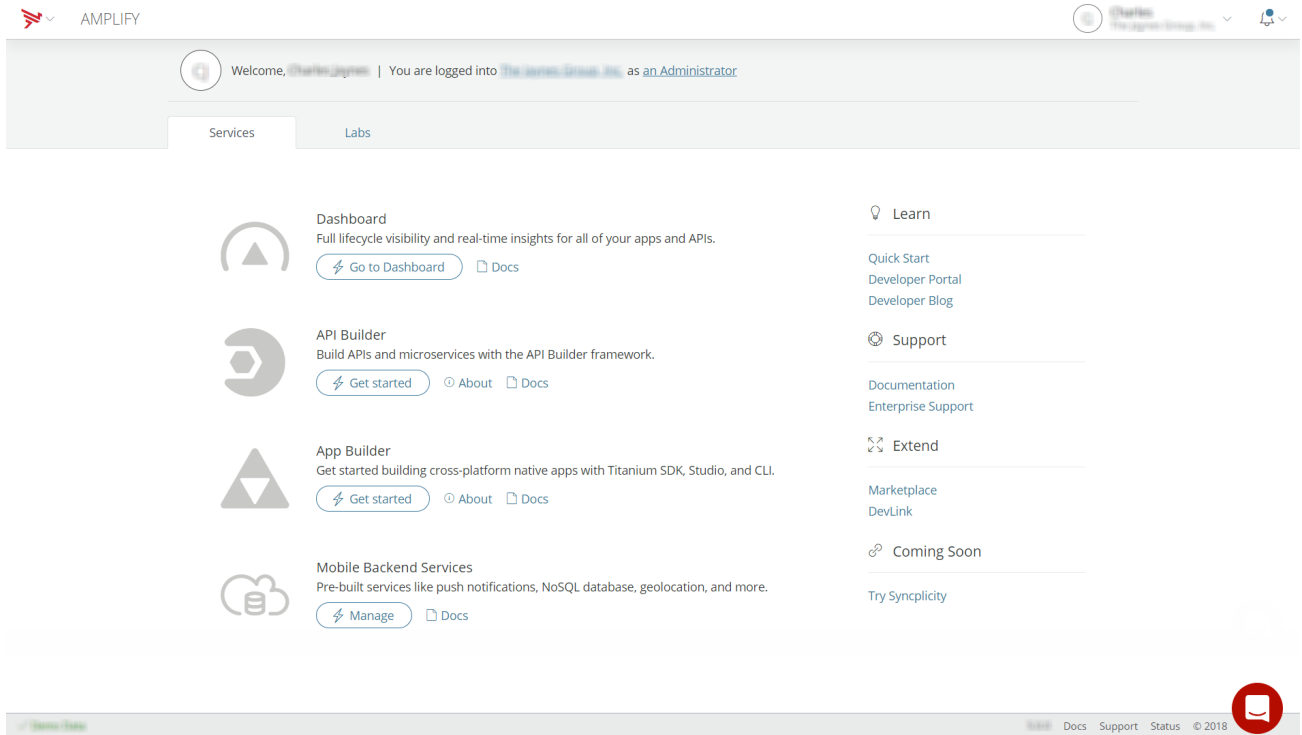 AMPLIFY
Welcome, | You are logged into as an Administrator
Services
Labs
Dashboard
Full lifecycle visibility and real-time insights for all of your apps and APIs.
Go to Dashboard
Docs
API Builder
Build APIs and microservices with the API Builder framework.
Get started
About
Docs
App Builder
Get started building cross-platform native apps with Titanium SDK, Studio, and CLI.
Get started
About
Docs
Mobile Backend Services
Pre-built services like push notifications, NoSQL database, geolocation, and more.
Manage
Docs
Learn
Quick Start
Developer Portal
Developer Blog
Support
Documentation
Enterprise Support
Extend
Marketplace
DevLink
Coming Soon
Try Syncplicity
Docs Support Status © 2018